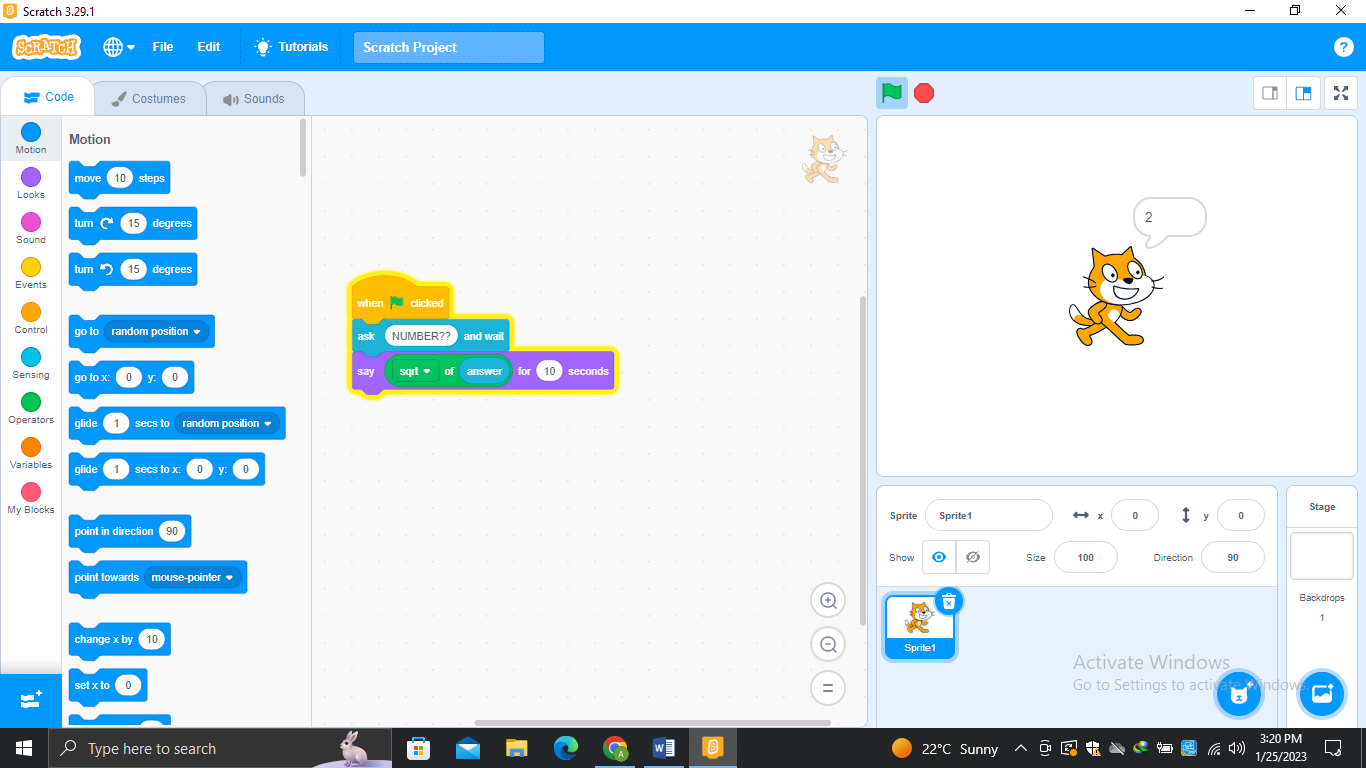 Scratch 3.29.1
SCRATCH File Edit Tutorials Scratch Project ?
Code Costumes Sounds
Motion
Looks
Sound
Events
Control
Sensing
Operators
Variables
My Blocks
Motion
move 10 steps
turn 15 degrees
turn 15 degrees
go to random position
go to x: 0 y: 0
glide 1 secs to random position
glide 1 secs to x: 0 y: 0
point in direction 90
point towards mouse-pointer
change x by 10
set x to 0
when clicked
ask NUMBER?? and wait
say sqrt of answer for 10 seconds
2
Sprite Sprite1 x 0 y 0
Show Size 100 Direction 90
Sprite1
Stage
Backdrops
1
Activate Windows
Go to Settings to activate Windows.
Type here to search
22°C Sunny
3:20 PM
1/25/2023